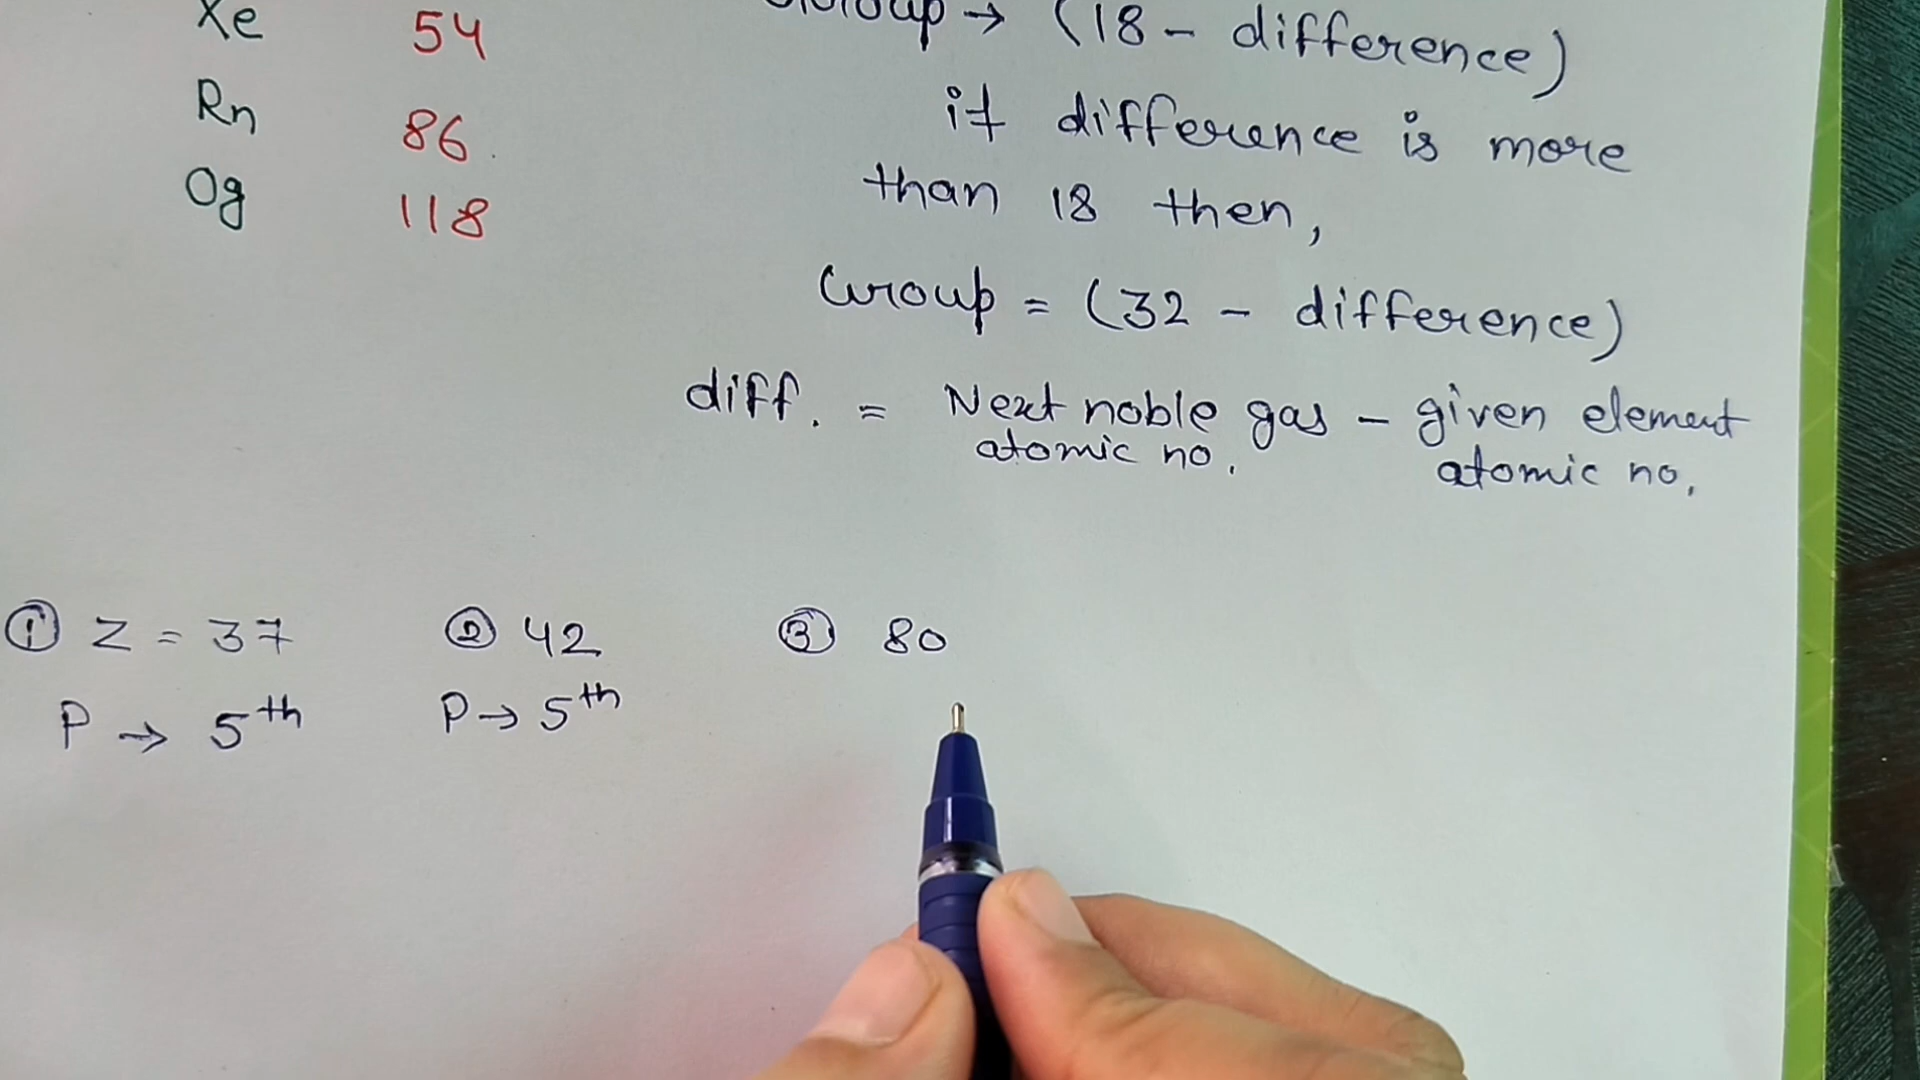 Xe 54
Rn 86
Og 118
Group → (18 - difference)
if difference is more
than 18 then,
Group = (32 - difference)
diff. = Next noble gas - given element
atomic no. atomic no.
① Z = 37 ② 42 ③ 80
P → 5th P → 5th